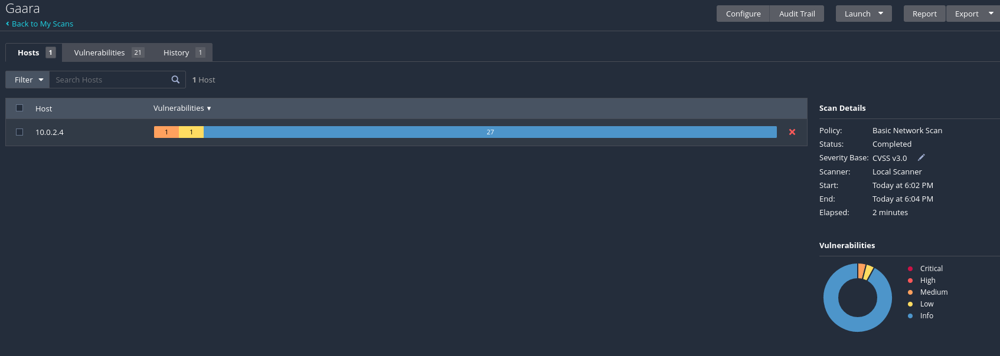 Gaara
Back to My Scans
Configure Audit Trail Launch Report Export
Hosts 1 Vulnerabilities 21 History 1
Filter Search Hosts 1 Host
Host Vulnerabilities
10.0.2.4 1 1 27
Scan Details
Policy: Basic Network Scan
Status: Completed
Severity Base: CVSS v3.0
Scanner: Local Scanner
Start: Today at 6:02 PM
End: Today at 6:04 PM
Elapsed: 2 minutes
Vulnerabilities
Critical
High
Medium
Low
Info